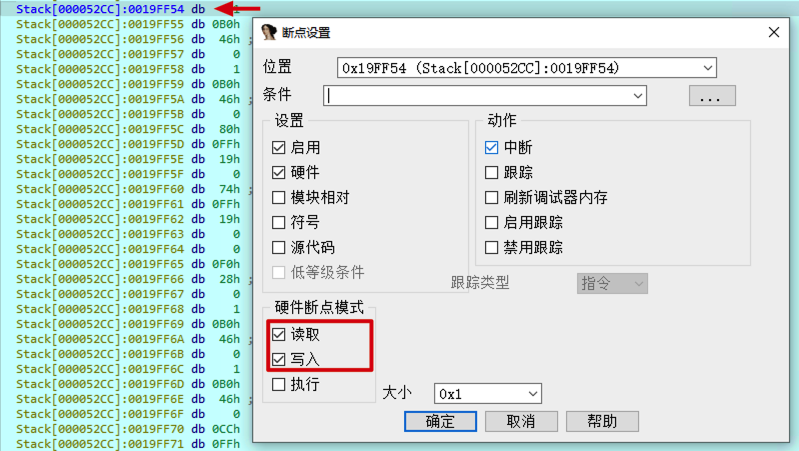 Stack[000052CC]:0019FF54 db 1
Stack[000052CC]:0019FF55 db 0B0h
Stack[000052CC]:0019FF56 db 46h ;
Stack[000052CC]:0019FF57 db 0
Stack[000052CC]:0019FF58 db 1
Stack[000052CC]:0019FF59 db 0B0h
Stack[000052CC]:0019FF5A db 46h ;
Stack[000052CC]:0019FF5B db 0
Stack[000052CC]:0019FF5C db 80h
Stack[000052CC]:0019FF5D db 0FFh
Stack[000052CC]:0019FF5E db 19h
Stack[000052CC]:0019FF5F db 0
Stack[000052CC]:0019FF60 db 74h ;
Stack[000052CC]:0019FF61 db 0FFh
Stack[000052CC]:0019FF62 db 19h
Stack[000052CC]:0019FF63 db 0
Stack[000052CC]:0019FF64 db 0
Stack[000052CC]:0019FF65 db 0F0h
Stack[000052CC]:0019FF66 db 28h ;
Stack[000052CC]:0019FF67 db 0
Stack[000052CC]:0019FF68 db 1
Stack[000052CC]:0019FF69 db 0B0h
Stack[000052CC]:0019FF6A db 46h ;
Stack[000052CC]:0019FF6B db 0
Stack[000052CC]:0019FF6C db 1
Stack[000052CC]:0019FF6D db 0B0h
Stack[000052CC]:0019FF6E db 46h ;
Stack[000052CC]:0019FF6F db 0
Stack[000052CC]:0019FF70 db 0CCh
Stack[000052CC]:0019FF71 db 0FFh
断点设置
位置 0x19FF54 (Stack[000052CC]:0019FF54)
条件 ...
设置
启用
硬件
模块相对
符号
源代码
低等级条件
动作
中断
跟踪
刷新调试器内存
启用跟踪
禁用跟踪
跟踪类型 指令
硬件断点模式
读取
写入
执行
大小 0x1
确定 取消 帮助